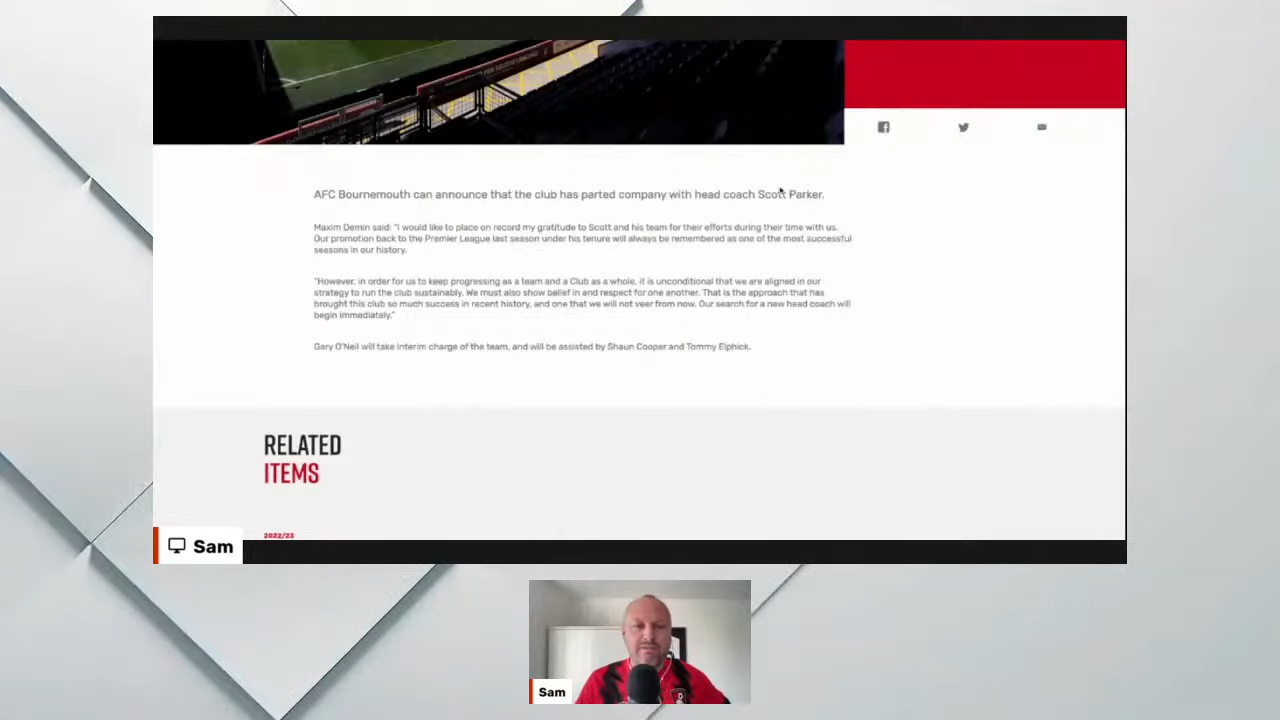 AFC Bournemouth can announce that the club has parted company with head coach Scott Parker.
Maxim Demin said: "I would like to place on record my gratitude to Scott and his team for their efforts during their time with us.
Our promotion back to the Premier League last season under his tenure will always be remembered as one of the most successful
seasons in our history.
"However, in order for us to keep progressing as a team and a Club as a whole, it is unconditional that we are aligned in our
strategy to run the club sustainably. We must also show belief in and respect for one another. That is the approach that has
brought this club so much success in recent history, and one that we will not veer from now. Our search for a new head coach will
begin immediately."
Gary O'Neil will take interim charge of the team, and will be assisted by Shaun Cooper and Tommy Elphick.
RELATED
ITEMS
2022/23
Sam
Sam